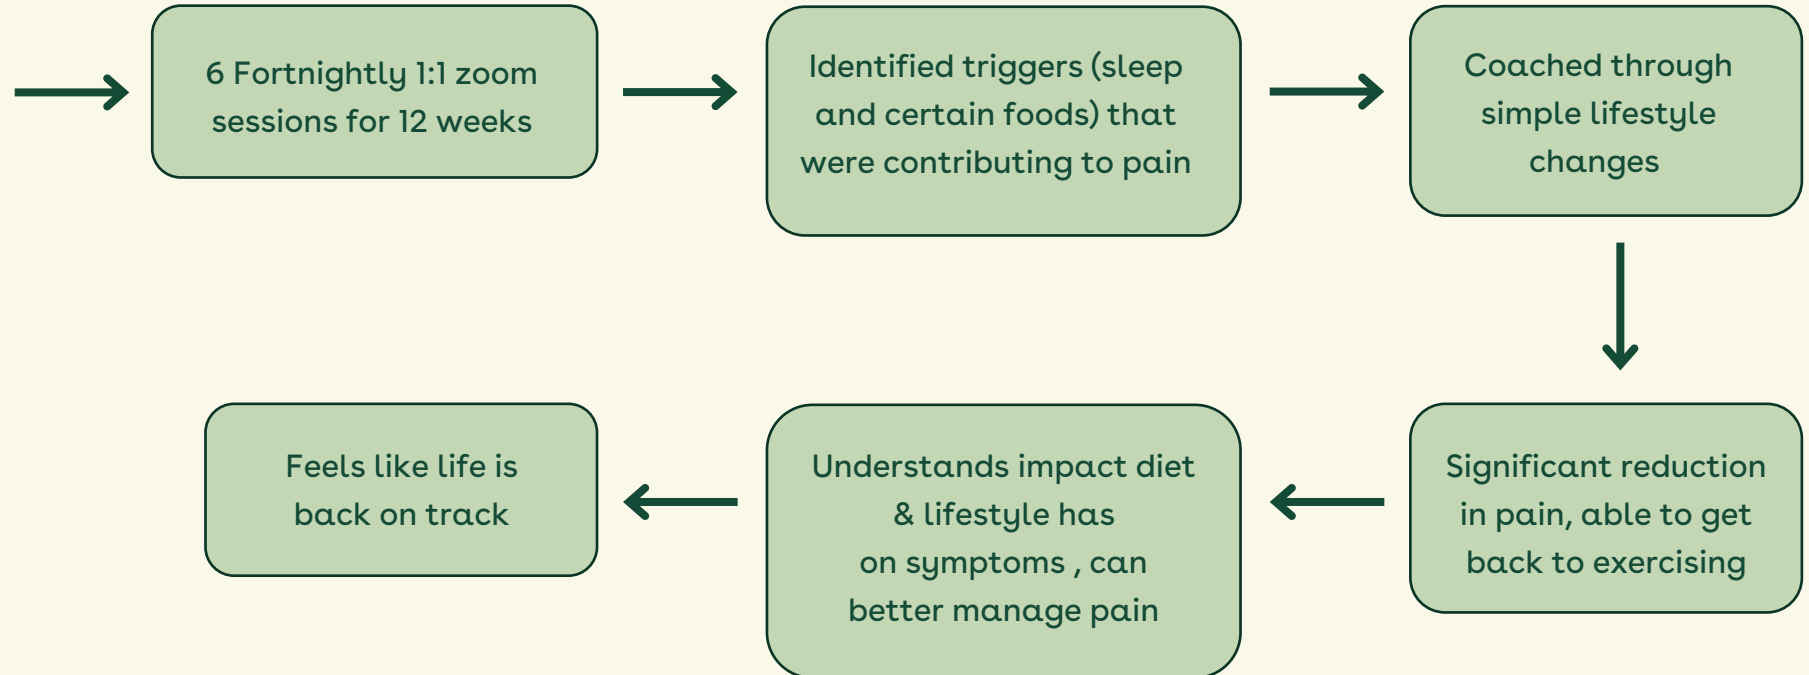 6 Fortnightly 1:1 zoom
sessions for 12 weeks
Identified triggers (sleep
and certain foods) that
were contributing to pain
Coached through
simple lifestyle
changes
Significant reduction
in pain, able to get
back to exercising
Understands impact diet
& lifestyle has
on symptoms , can
better manage pain
Feels like life is
back on track